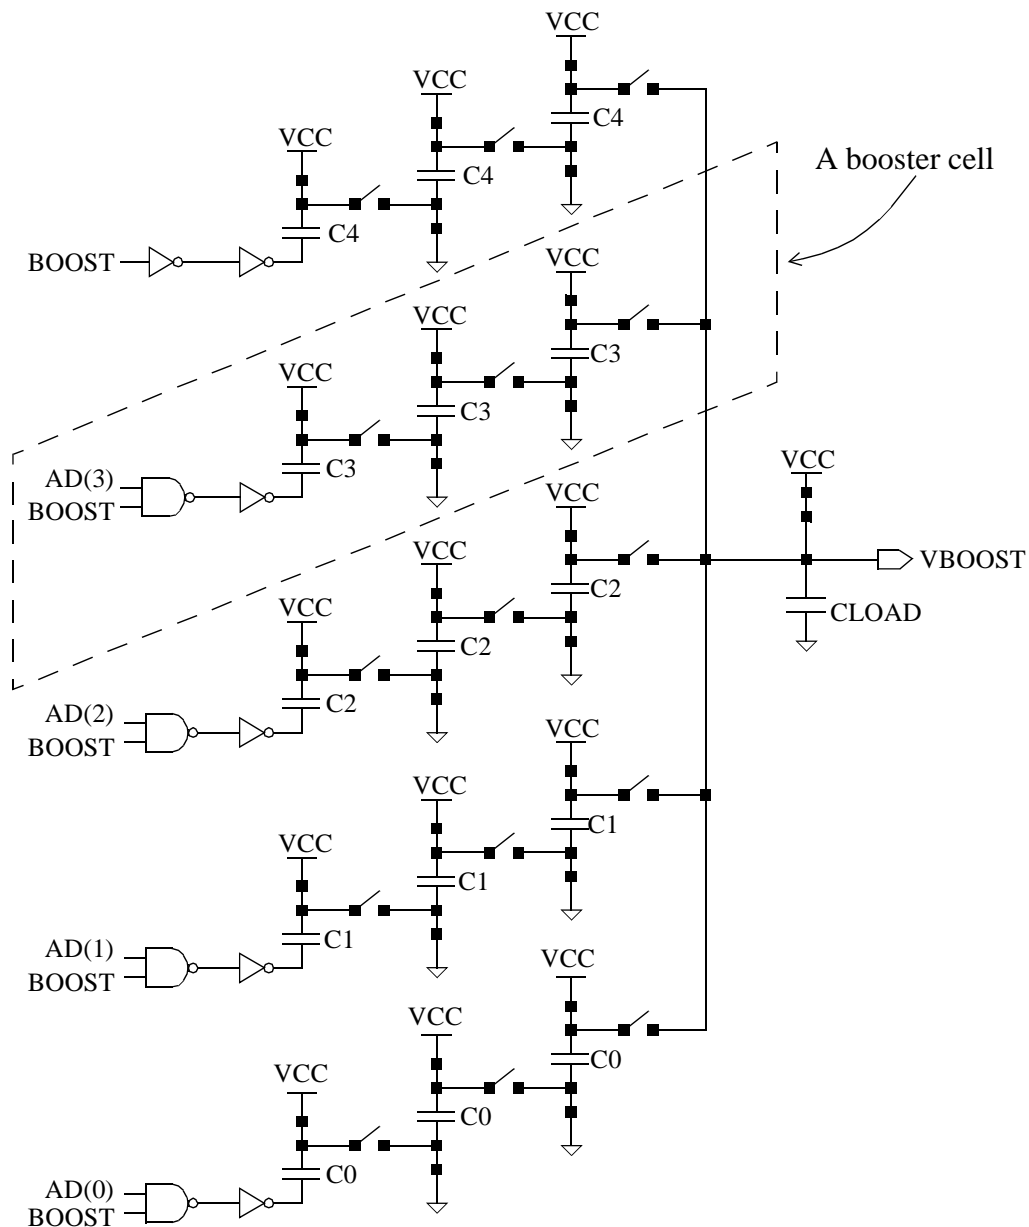 VCC
VCC
C4
VCC
C4
A booster cell
C4
BOOST
VCC
VCC
C3
VCC
C3
AD(3)
C3
BOOST
VCC
VCC
VCC
C2
VBOOST
VCC
C2
CLOAD
AD(2)
C2
BOOST
VCC
VCC
C1
VCC
C1
AD(1)
C1
BOOST
VCC
VCC
C0
VCC
C0
AD(0)
C0
BOOST